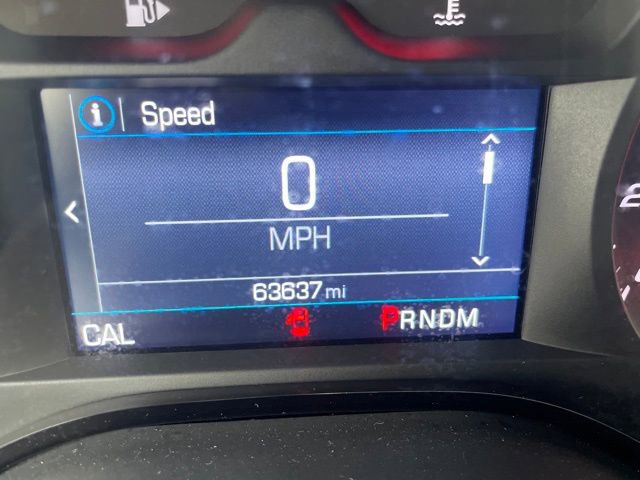 i Speed
0
MPH
63637 mi
CAL PRNDM